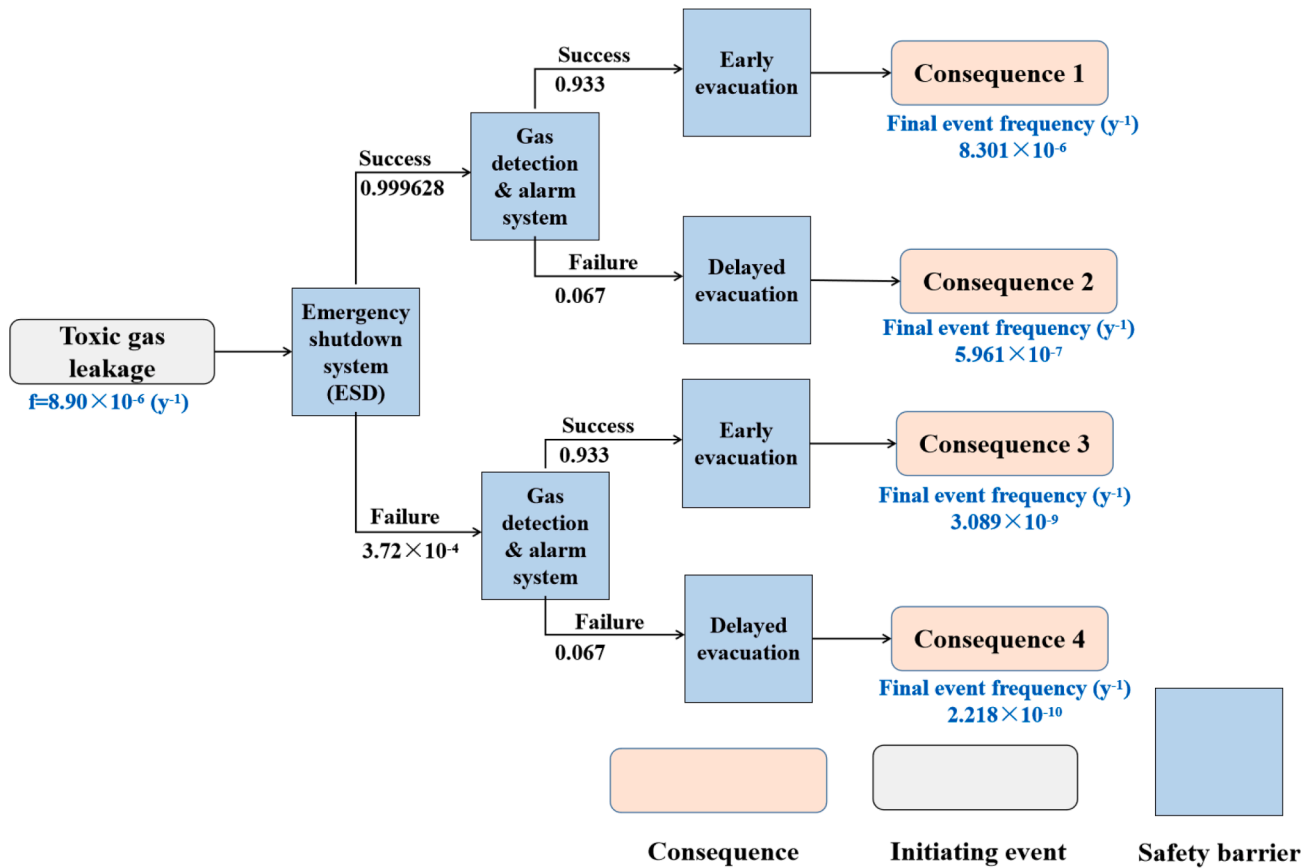 Success
0.933
Early
evacuation
Consequence 1
Final event frequency (y⁻¹)
8.301×10⁻⁶
Gas
detection
& alarm
system
Success
0.999628
Failure
0.067
Delayed
evacuation
Consequence 2
Final event frequency (y⁻¹)
5.961×10⁻⁷
Toxic gas
leakage
f=8.90×10⁻⁶ (y⁻¹)
Emergency
shutdown
system
(ESD)
Success
0.933
Early
evacuation
Consequence 3
Final event frequency (y⁻¹)
3.089×10⁻⁹
Failure
3.72×10⁻⁴
Gas
detection
& alarm
system
Failure
0.067
Delayed
evacuation
Consequence 4
Final event frequency (y⁻¹)
2.218×10⁻¹⁰
Consequence
Initiating event
Safety barrier